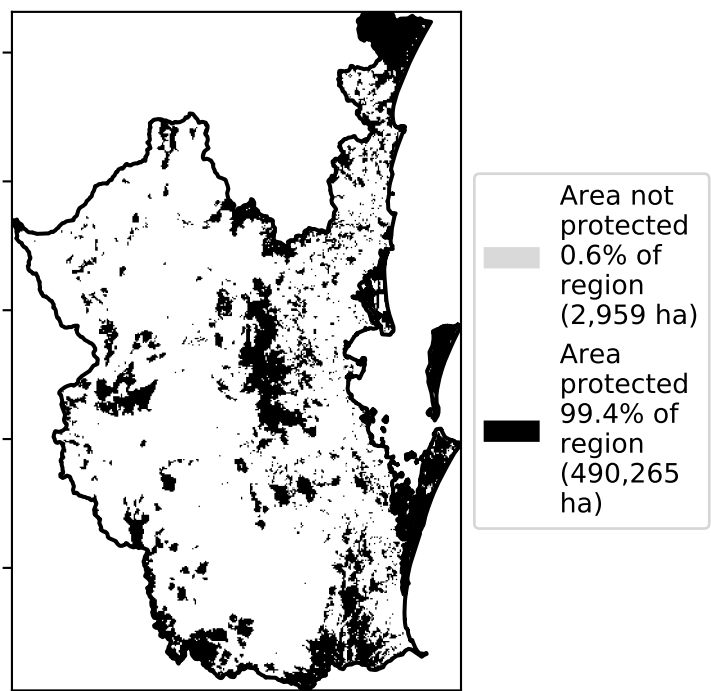 Area not
protected
0.6% of
region
(2,959 ha)
Area
protected
99.4% of
region
(490,265
ha)